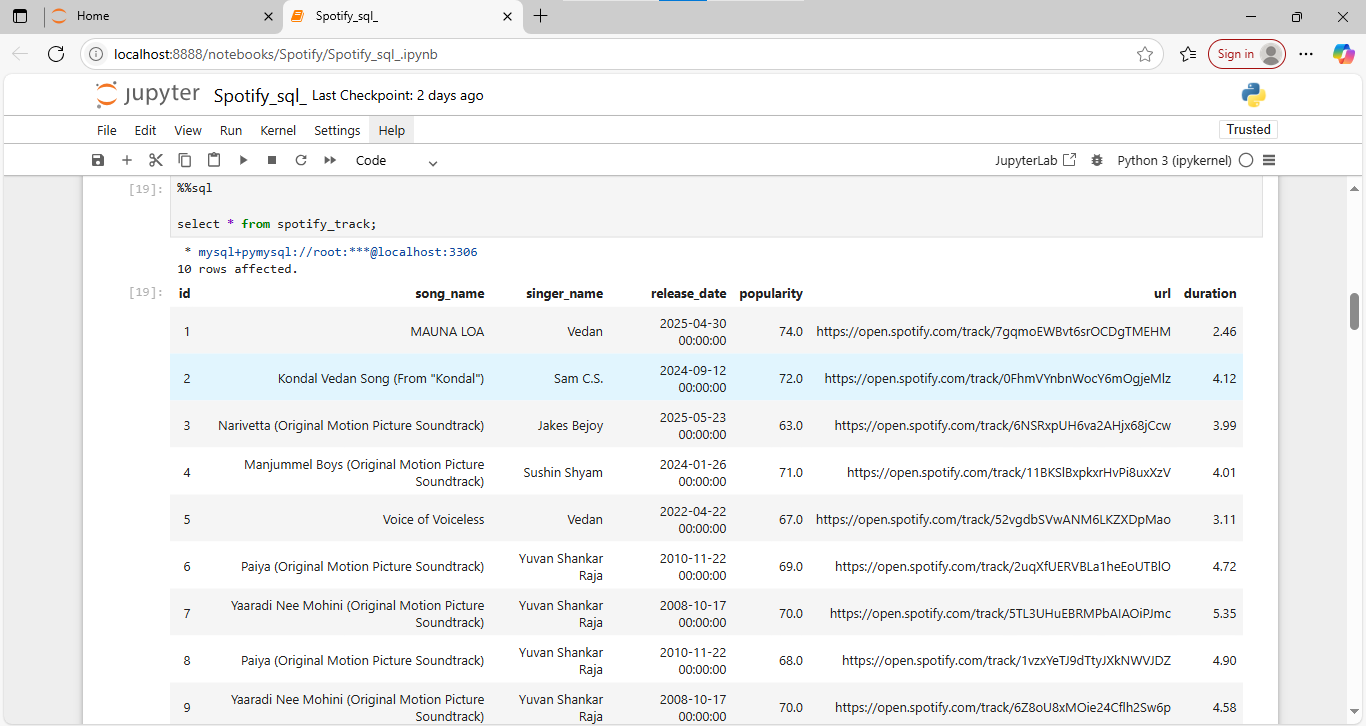 Home
Spotify_sql_
localhost:8888/notebooks/Spotify/Spotify_sql_.ipynb
Sign in
jupyter Spotify_sql_ Last Checkpoint: 2 days ago
File Edit View Run Kernel Settings Help
Trusted
Code
JupyterLab
Python 3 (ipykernel)
[19]: %%sql
select * from spotify_track;
* mysql+pymysql://root:***@localhost:3306
10 rows affected.
[19]: id song_name singer_name release_date popularity url duration
1 MAUNA LOA Vedan 2025-04-30 74.0 https://open.spotify.com/track/7gqmoEWBvt6srOCDgTMEHM 2.46
00:00:00
2 Kondal Vedan Song (From "Kondal") Sam C.S. 2024-09-12 72.0 https://open.spotify.com/track/0FhmVYnbnWocY6mOgjeMlz 4.12
00:00:00
3 Narivetta (Original Motion Picture Soundtrack) Jakes Bejoy 2025-05-23 63.0 https://open.spotify.com/track/6NSRxpUH6va2AHjx68jCcw 3.99
00:00:00
4 Manjummel Boys (Original Motion Picture Sushin Shyam 2024-01-26 71.0 https://open.spotify.com/track/11BKSlBxpkxrHvPi8uxXzV 4.01
Soundtrack) 00:00:00
5 Voice of Voiceless Vedan 2022-04-22 67.0 https://open.spotify.com/track/52vgdbSVwANM6LKZXDpMao 3.11
00:00:00
6 Paiya (Original Motion Picture Soundtrack) Yuvan Shankar 2010-11-22 69.0 https://open.spotify.com/track/2uqXfUERVBLa1heEoUTBlO 4.72
Raja 00:00:00
7 Yaaradi Nee Mohini (Original Motion Picture Yuvan Shankar 2008-10-17 70.0 https://open.spotify.com/track/5TL3UHuEBRMPbAIAOiPJmc 5.35
Soundtrack) Raja 00:00:00
8 Paiya (Original Motion Picture Soundtrack) Yuvan Shankar 2010-11-22 68.0 https://open.spotify.com/track/1vzxYeTJ9dTtyJXkNWVJDZ 4.90
Raja 00:00:00
9 Yaaradi Nee Mohini (Original Motion Picture Yuvan Shankar 2008-10-17 70.0 https://open.spotify.com/track/6Z8oU8xMOie24Cflh2Sw6p 4.58
Soundtrack) Raja 00:00:00